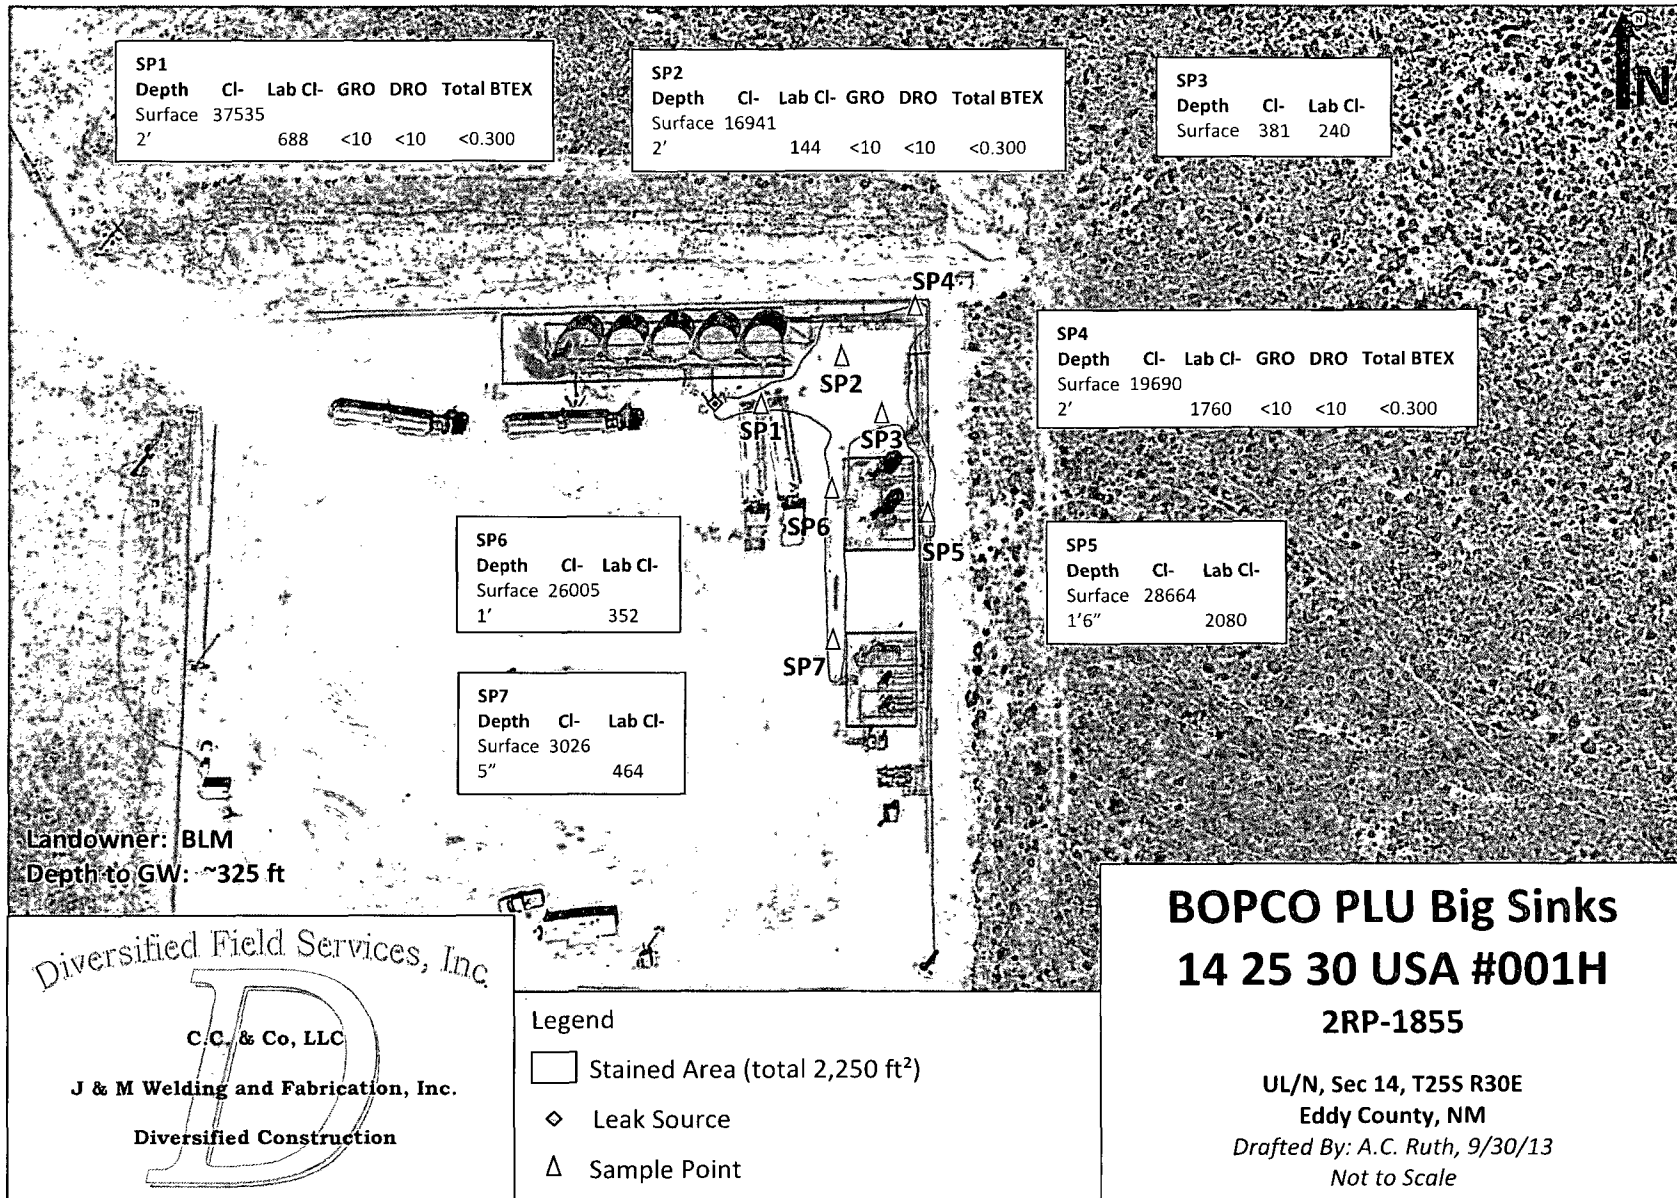 N
N
SP1
Depth Cl- Lab Cl- GRO DRO Total BTEX
Surface 37535
2' 688 <10 <10 <0.300
SP2
Depth Cl- Lab Cl- GRO DRO Total BTEX
Surface 16941
2' 144 <10 <10 <0.300
SP3
Depth Cl- Lab Cl-
Surface 381 240
SP4
SP2
SP1
SP3
SP4
Depth Cl- Lab Cl- GRO DRO Total BTEX
Surface 19690
2' 1760 <10 <10 <0.300
SP6
SP5
SP6
Depth Cl- Lab Cl-
Surface 26005
1' 352
SP5
Depth Cl- Lab Cl-
Surface 28664
1'6" 2080
SP7
SP7
Depth Cl- Lab Cl-
Surface 3026
5" 464
Landowner: BLM
Depth to GW: ~325 ft
Diversified Field Services, Inc
D
C.C. & Co, LLC
J & M Welding and Fabrication, Inc.
Diversified Construction
Legend
Stained Area (total 2,250 ft²)
Leak Source
Sample Point
BOPCO PLU Big Sinks
14 25 30 USA #001H
2RP-1855
UL/N, Sec 14, T25S R30E
Eddy County, NM
Drafted By: A.C. Ruth, 9/30/13
Not to Scale